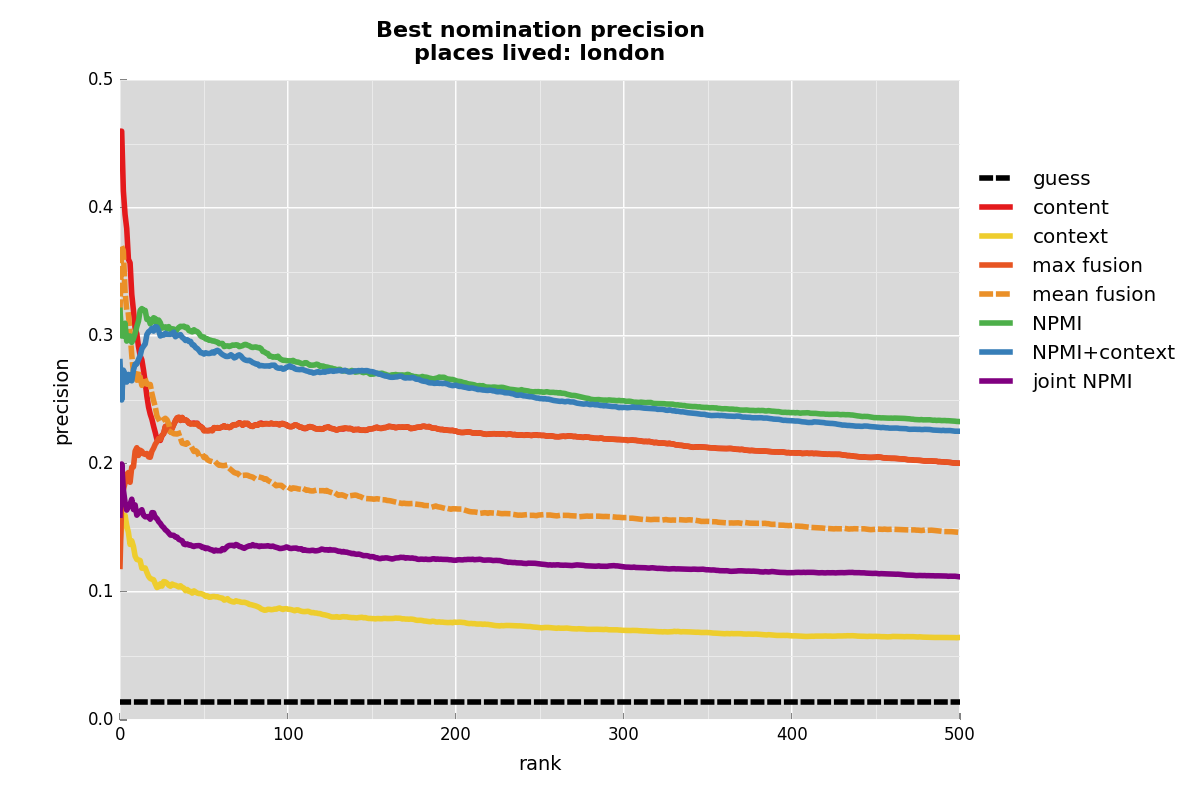 Best nomination precision
places lived: london
precision
0.5
0.4
0.3
0.2
0.1
0.0
0
100
200
300
400
500
rank
guess
content
context
max fusion
mean fusion
NPMI
NPMI+context
joint NPMI